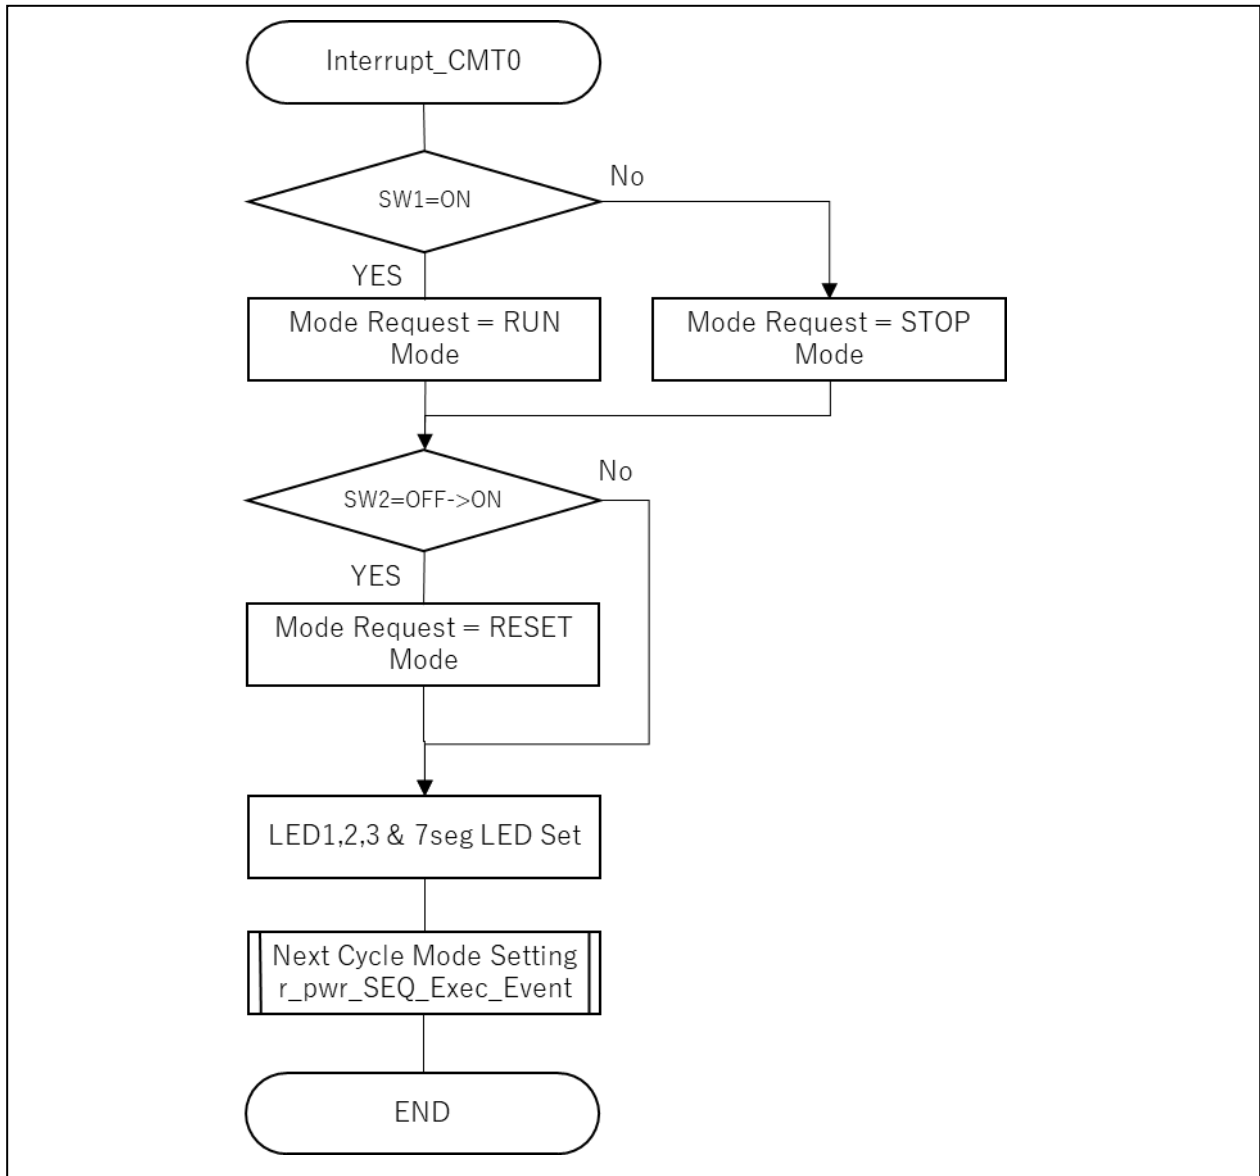 Interrupt_CMT0
SW1=ON
No
YES
Mode Request = RUN
Mode
Mode Request = STOP
Mode
SW2=OFF->ON
No
YES
Mode Request = RESET
Mode
LED1,2,3 & 7seg LED Set
Next Cycle Mode Setting
r_pwr_SEQ_Exec_Event
END